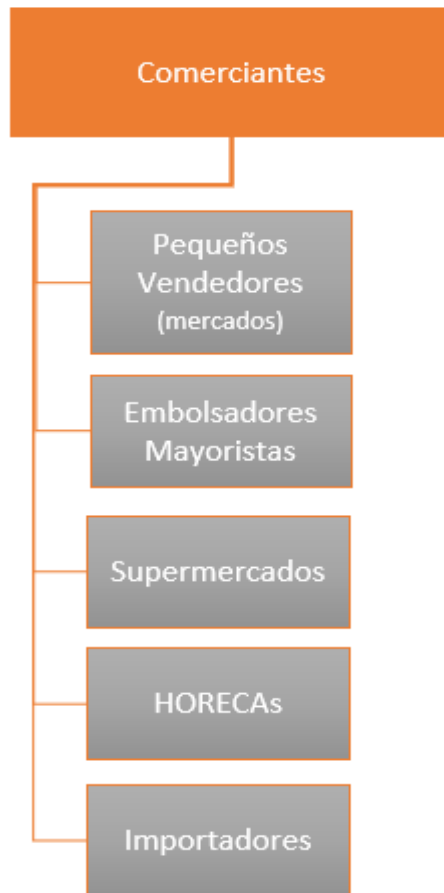 Comerciantes
Pequeños
Vendedores
(mercados)
Embolsadores
Mayoristas
Supermercados
HORECAs
Importadores